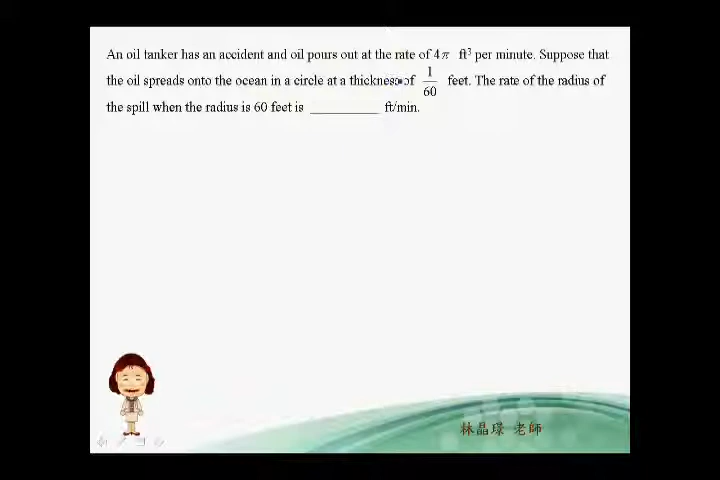 An oil tanker has an accident and oil pours out at the rate of 4π ft³ per minute. Suppose that
the oil spreads onto the ocean in a circle at a thickness of 1/60 feet. The rate of the radius of
the spill when the radius is 60 feet is ________ ft/min.
林晶璟 老師